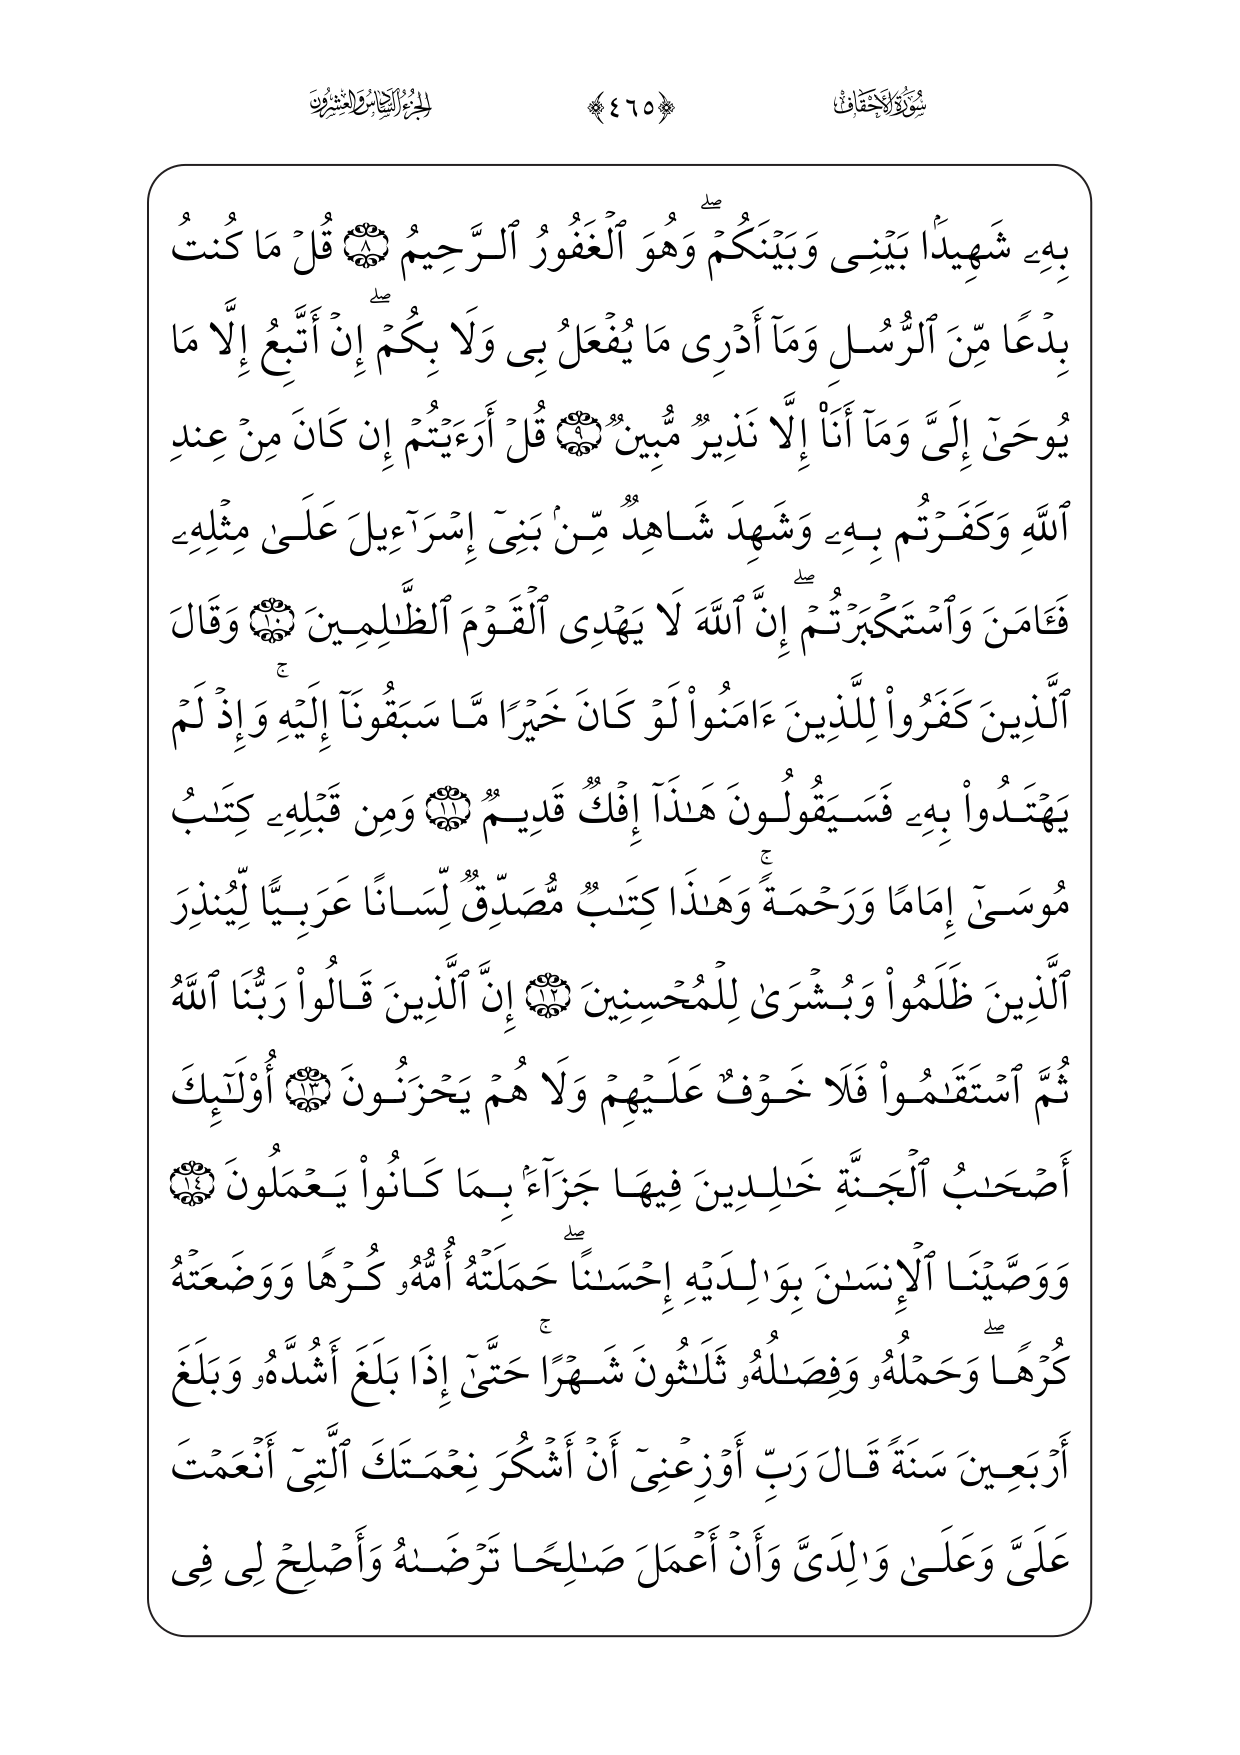 سُورَةُ الأَحْقَافِ ﴿٤٦٥﴾ الجُزْءُ السَّادِسُ وَالعِشْرُونَ
بِهِۦ شَهِيدَۢا بَيۡنِي وَبَيۡنَكُمۡۖ وَهُوَ ٱلۡغَفُورُ ٱلرَّحِيمُ ٨ قُلۡ مَا كُنتُ
بِدۡعٗا مِّنَ ٱلرُّسُلِ وَمَآ أَدۡرِي مَا يُفۡعَلُ بِي وَلَا بِكُمۡۖ إِنۡ أَتَّبِعُ إِلَّا مَا
يُوحَىٰٓ إِلَيَّ وَمَآ أَنَا۠ إِلَّا نَذِيرٞ مُّبِينٞ ٩ قُلۡ أَرَءَيۡتُمۡ إِن كَانَ مِنۡ عِندِ
ٱللَّهِ وَكَفَرۡتُم بِهِۦ وَشَهِدَ شَاهِدٞ مِّنۢ بَنِيٓ إِسۡرَٰٓءِيلَ عَلَىٰ مِثۡلِهِۦ
فَـَٔامَنَ وَٱسۡتَكۡبَرۡتُمۡۖ إِنَّ ٱللَّهَ لَا يَهۡدِي ٱلۡقَوۡمَ ٱلظَّٰلِمِينَ ١٠ وَقَالَ
ٱلَّذِينَ كَفَرُواْ لِلَّذِينَ ءَامَنُواْ لَوۡ كَانَ خَيۡرٗا مَّا سَبَقُونَآ إِلَيۡهِۚ وَإِذۡ لَمۡ
يَهۡتَدُواْ بِهِۦ فَسَيَقُولُونَ هَٰذَآ إِفۡكٞ قَدِيمٞ ١١ وَمِن قَبۡلِهِۦ كِتَٰبُ
مُوسَىٰٓ إِمَامٗا وَرَحۡمَةٗۚ وَهَٰذَا كِتَٰبٞ مُّصَدِّقٞ لِّسَانًا عَرَبِيّٗا لِّيُنذِرَ
ٱلَّذِينَ ظَلَمُواْ وَبُشۡرَىٰ لِلۡمُحۡسِنِينَ ١٢ إِنَّ ٱلَّذِينَ قَالُواْ رَبُّنَا ٱللَّهُ
ثُمَّ ٱسۡتَقَٰمُواْ فَلَا خَوۡفٌ عَلَيۡهِمۡ وَلَا هُمۡ يَحۡزَنُونَ ١٣ أُوْلَٰٓئِكَ
أَصۡحَٰبُ ٱلۡجَنَّةِ خَٰلِدِينَ فِيهَا جَزَآءَۢ بِمَا كَانُواْ يَعۡمَلُونَ ١٤
وَوَصَّيۡنَا ٱلۡإِنسَٰنَ بِوَٰلِدَيۡهِ إِحۡسَٰنًاۖ حَمَلَتۡهُ أُمُّهُۥ كُرۡهٗا وَوَضَعَتۡهُ
كُرۡهٗاۖ وَحَمۡلُهُۥ وَفِصَٰلُهُۥ ثَلَٰثُونَ شَهۡرًاۚ حَتَّىٰٓ إِذَا بَلَغَ أَشُدَّهُۥ وَبَلَغَ
أَرۡبَعِينَ سَنَةٗ قَالَ رَبِّ أَوۡزِعۡنِيٓ أَنۡ أَشۡكُرَ نِعۡمَتَكَ ٱلَّتِيٓ أَنۡعَمۡتَ
عَلَيَّ وَعَلَىٰ وَٰلِدَيَّ وَأَنۡ أَعۡمَلَ صَٰلِحٗا تَرۡضَىٰهُ وَأَصۡلِحۡ لِي فِي